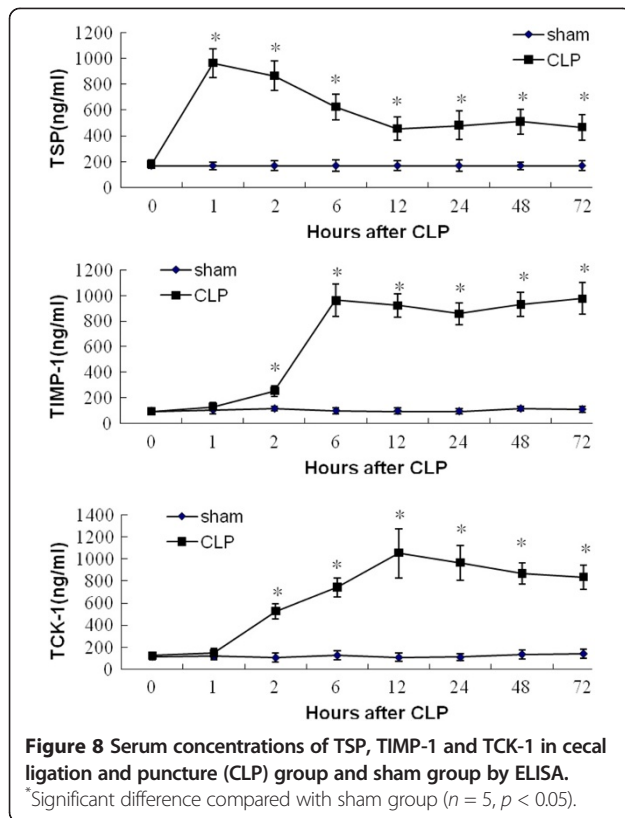 1200
1000
800
600
400
200
0
TSP(ng/ml)
* * * * * * *
sham
CLP
0 1 2 6 12 24 48 72
Hours after CLP
1200
1000
800
600
400
200
0
TIMP-1(ng/ml)
sham
CLP
* * * * * *
0 1 2 6 12 24 48 72
Hours after CLP
1400
1200
1000
800
600
400
200
0
TCK-1(ng/ml)
sham
CLP
* * * * * *
0 1 2 6 12 24 48 72
Hours after CLP
Figure 8 Serum concentrations of TSP, TIMP-1 and TCK-1 in cecal
ligation and puncture (CLP) group and sham group by ELISA.
*Significant difference compared with sham group (n = 5, p < 0.05).